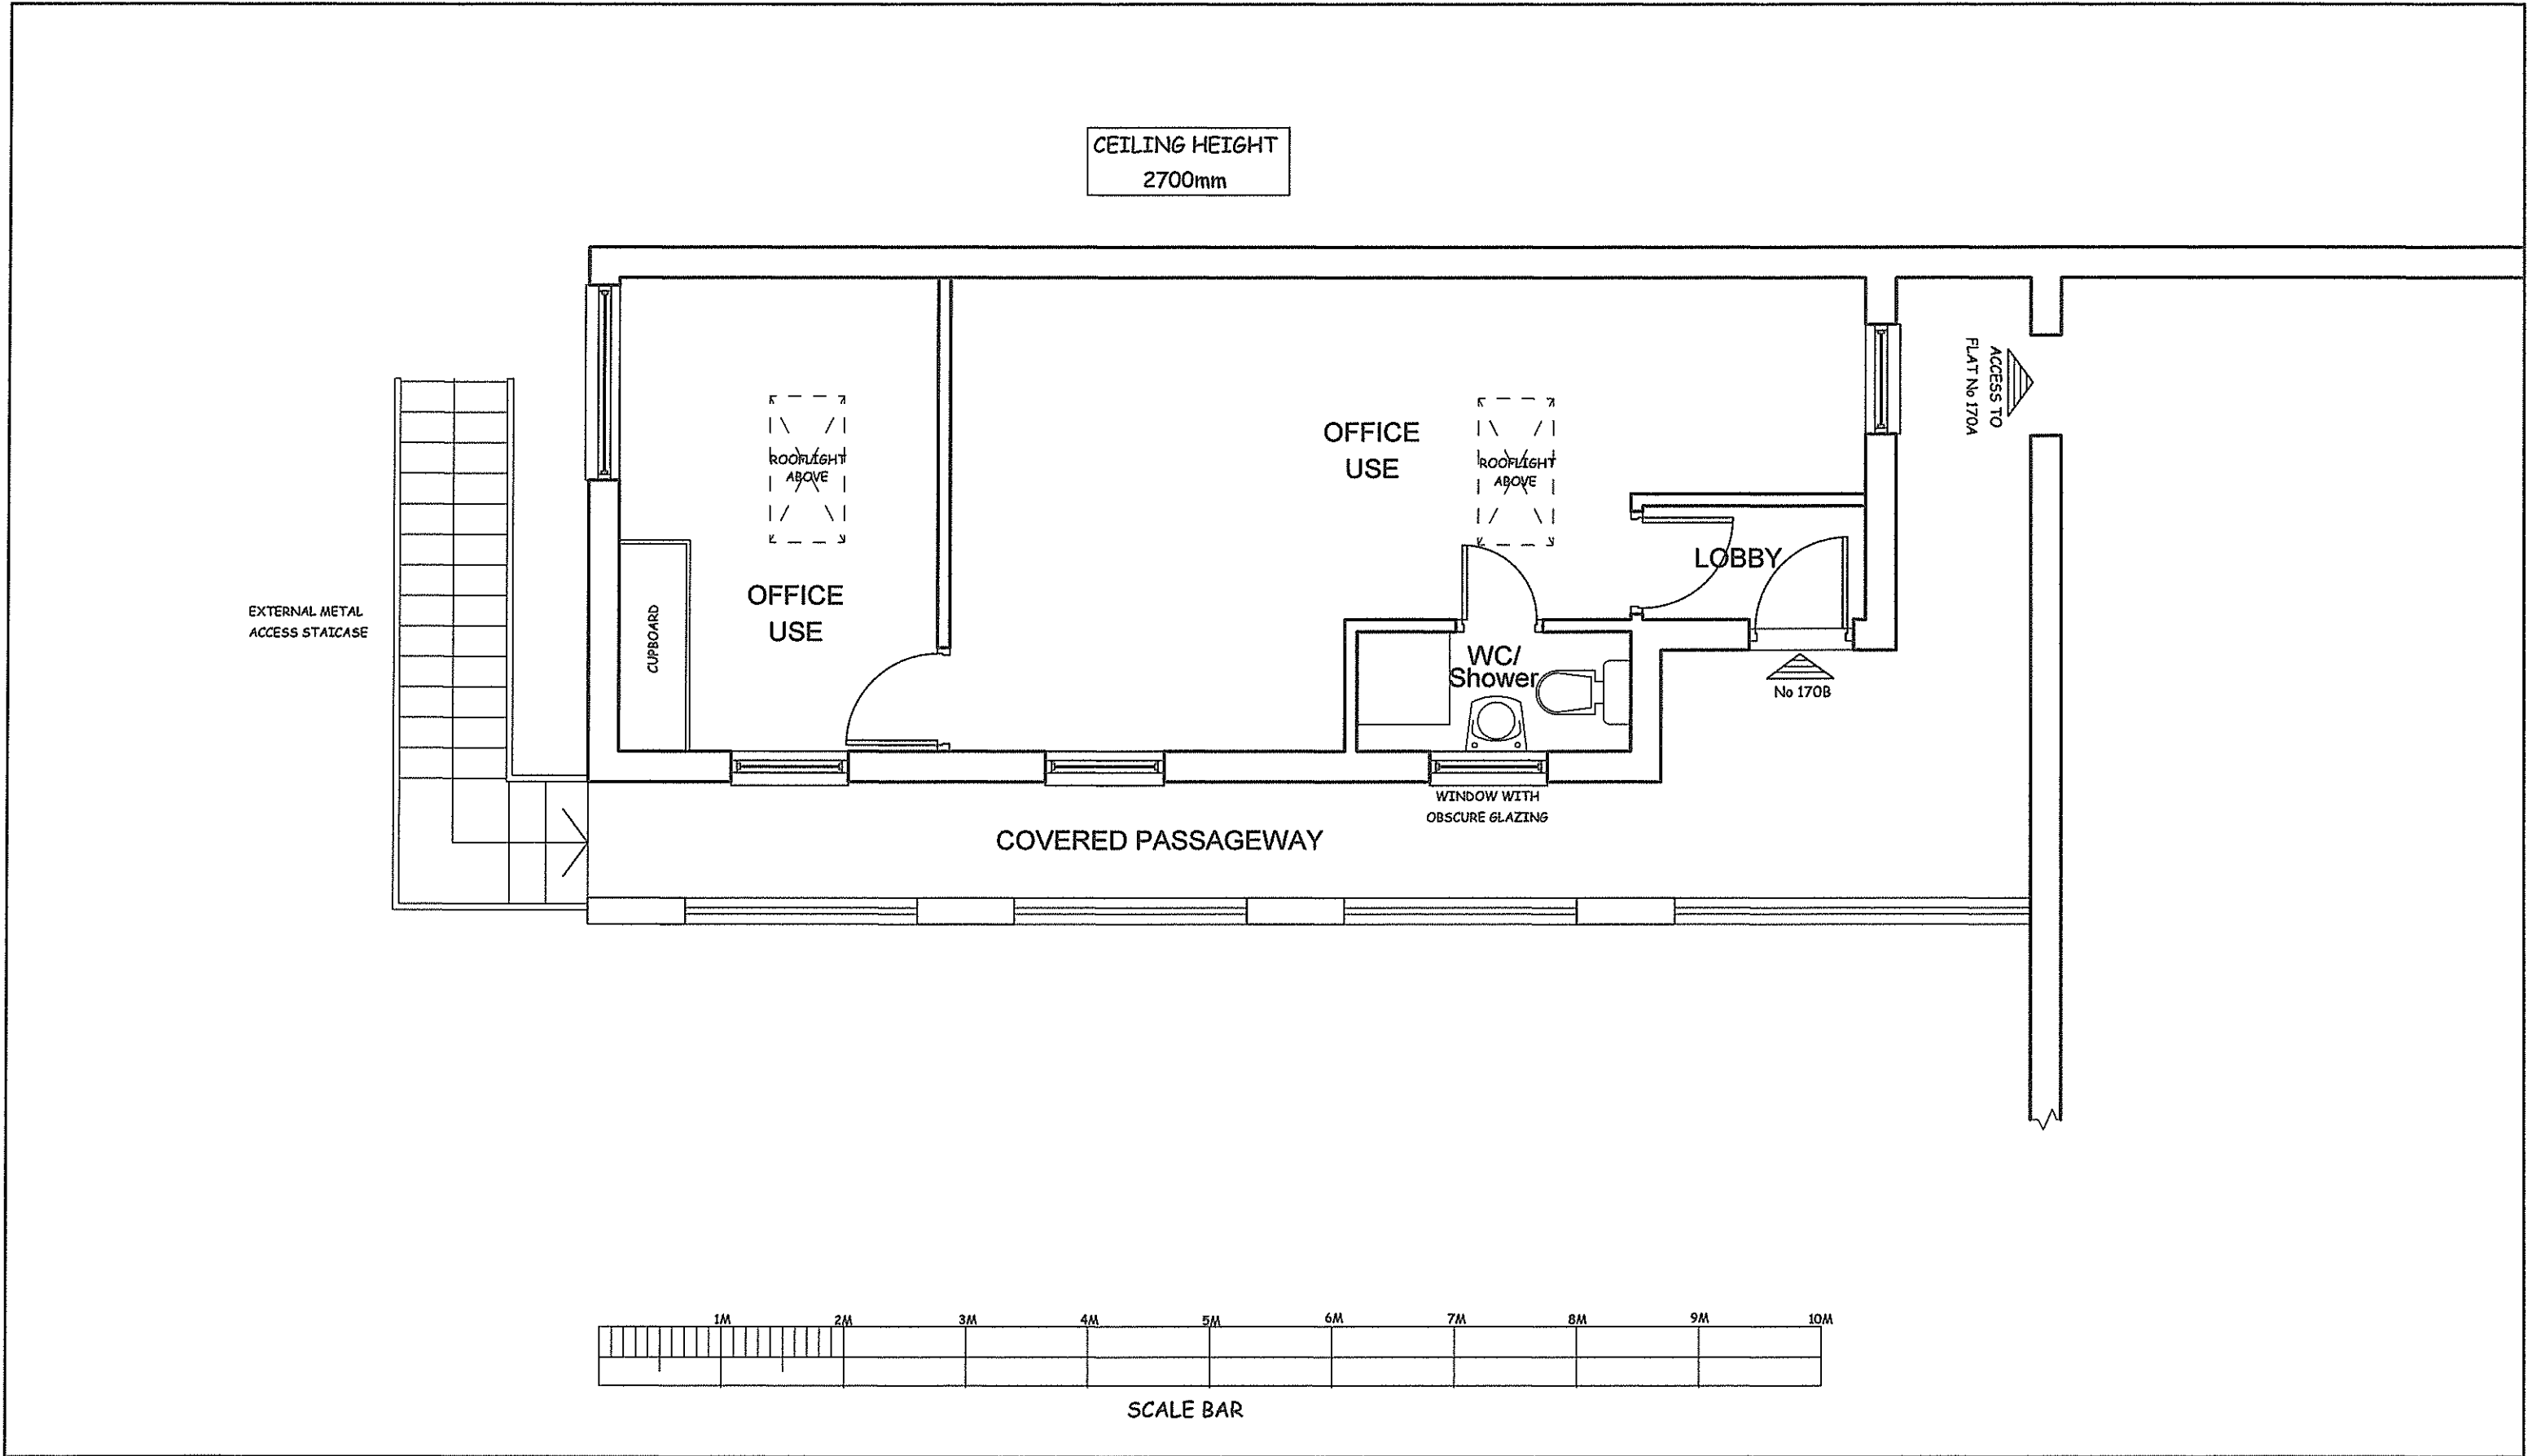 CEILING HEIGHT
2700mm
ACCESS TO
FLAT No 170A
ROOFLIGHT
ABOVE
OFFICE
USE
ROOFLIGHT
ABOVE
LOBBY
OFFICE
USE
CUPBOARD
EXTERNAL METAL
ACCESS STAICASE
WC/
Shower
No 170B
WINDOW WITH
OBSCURE GLAZING
COVERED PASSAGEWAY
1M 2M 3M 4M 5M 6M 7M 8M 9M 10M
SCALE BAR